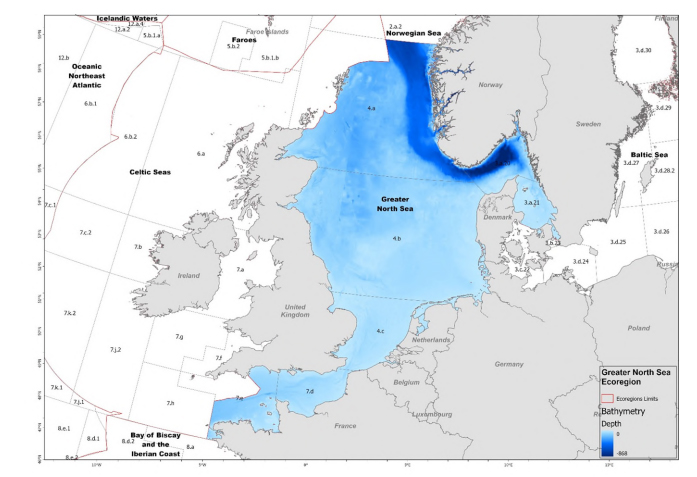 Icelandic Waters
12.a.4
12.a.2
5.b.1.a
Faroe Islands
Faroes
5.b.2
5.b.1.b
2.a.2
Norwegian Sea
Finland
3.d.30
12.b
Oceanic
Northeast
Atlantic
6.b.1
4.a
Norway
3.d.29
Sweden
6.b.2
6.a
Baltic Sea
3.d.27
3.d.28.2
Celtic Seas
7.c.1
Greater
North Sea
3.a.21
Denmark
7.c.2
7.b
4.b
3.d.26
3.d.25
3.d.24
3.c.22
Russia
7.a
Ireland
7.k.2
United
Kingdom
4.c
Poland
7.g
Netherlands
7.j.2
7.f
Germany
Belgium
7.k.1
7.j.1
7.h
7.e
7.d
Luxembourg
France
8.e.1
8.d.1
8.d.2
8.a
8.e.2
Bay of Biscay
and the
Iberian Coast
Greater North Sea
Ecoregion
Ecoregions Limits
Bathymetry
Depth
0
-868
10°W
5°W
0°
5°E
10°E